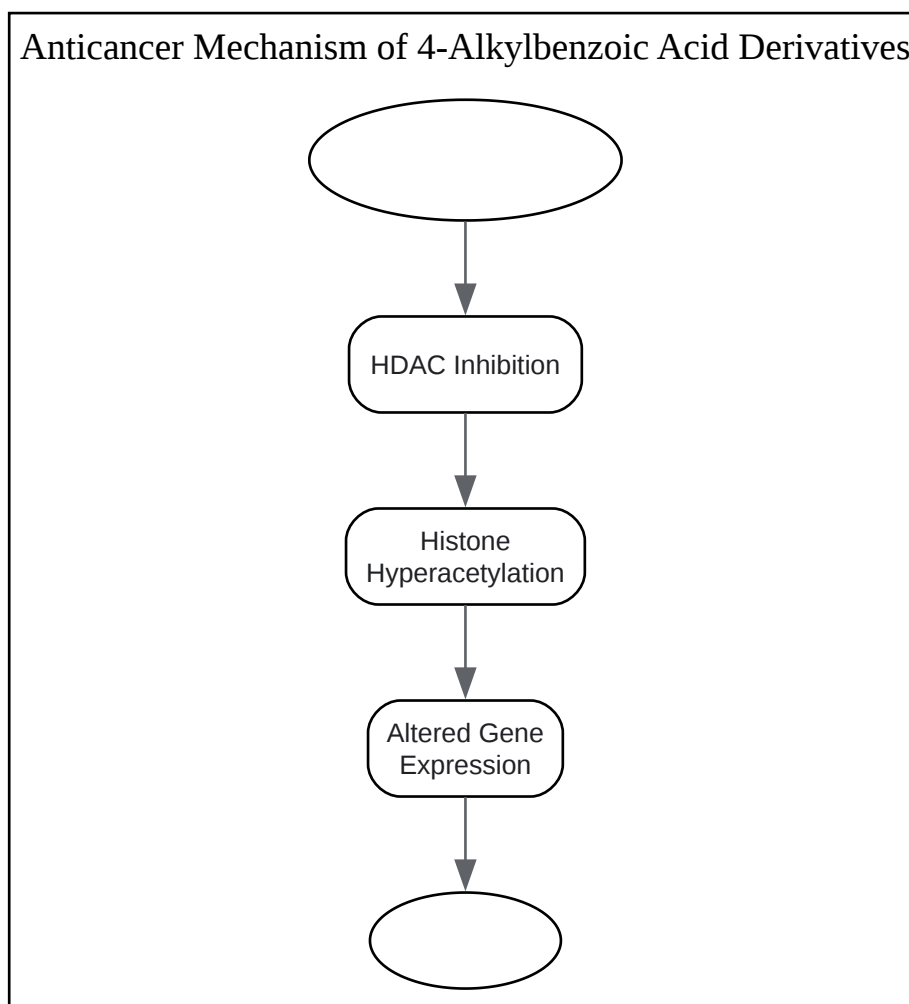 Anticancer Mechanism of 4-Alkylbenzoic Acid Derivatives
HDAC Inhibition
Histone
Hyperacetylation
Altered Gene
Expression